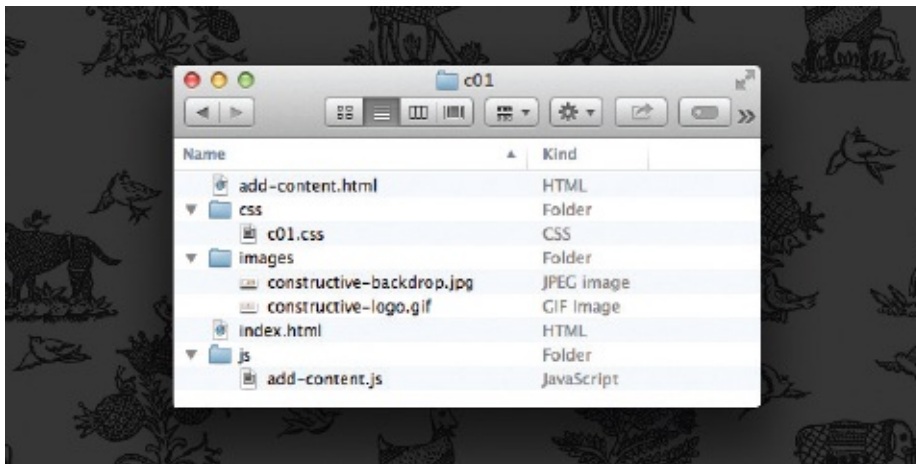 c01
Name Kind
add-content.html HTML
css Folder
c01.css CSS
images Folder
constructive-backdrop.jpg JPEG image
constructive-logo.gif GIF Image
index.html HTML
js Folder
add-content.js JavaScript